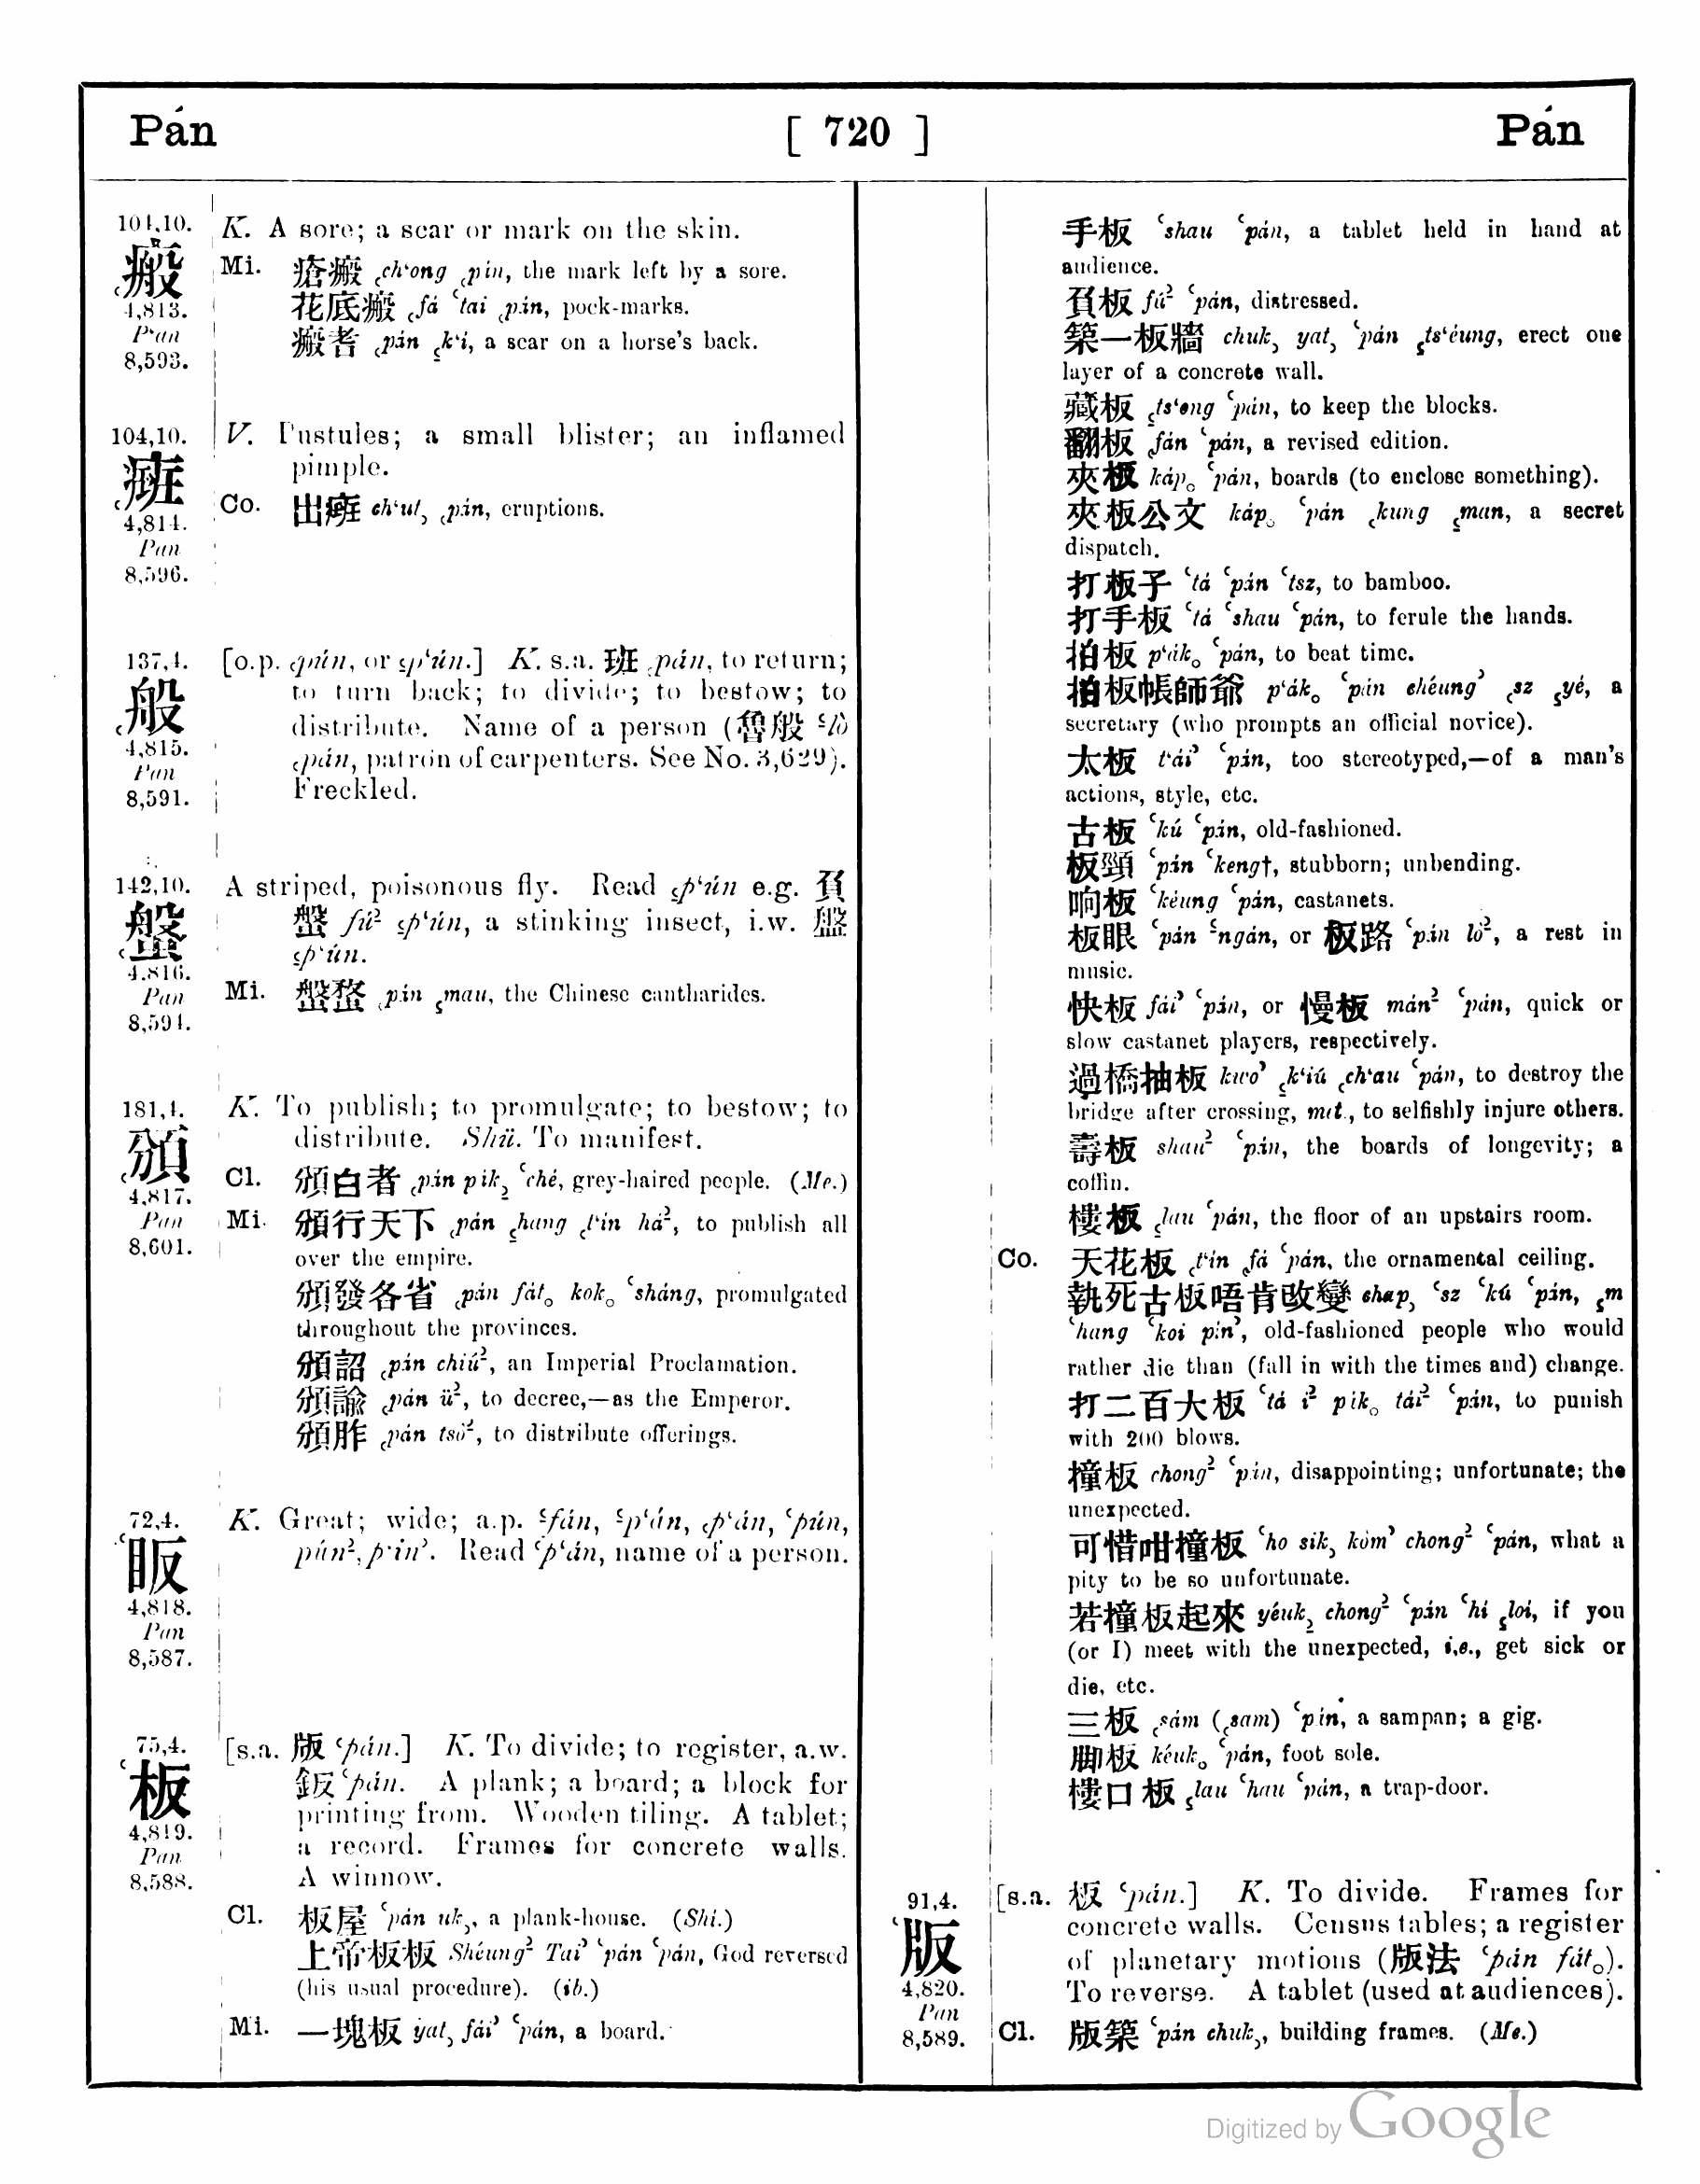 Pán [ 720 ] Pán
104,10.
瘢
4,813.
P‘an
8,593.
K. A sore; a scar or mark on the skin.
Mi. 瘡瘢 ˛ch‘ong ˛pán, the mark left by a sore.
花底瘢 ˛fá ‘tai ˛pán, pock-marks.
瘢耆 ˛pán ˛k‘i, a scar on a horse's back.
104,10.
癍
4,814.
Pan
8,596.
V. Pustules; a small blister; an inflamed
pimple.
Co. 出癍 ch‘ut˒ ˛pán, eruptions.
137,4.
般
4,815.
Pan
8,591.
[o.p. ˛pún, or ˛p‘ún.] K. s.a. 班 ˛pán, to return;
to turn back; to divide; to bestow; to
distribute. Name of a person (魯般 ‘lò
˛pán, patron of carpenters. See No. 3,629).
Freckled.
142,10.
螌
4,816.
Pan
8,594.
A striped, poisonous fly. Read ˛p‘ún e.g. 負
螌 fú² ˛p‘ún, a stinking insect, i.w. 盤
˛p‘ún.
Mi. 螌蝥 ˛pán ˛mau, the Chinese cantharides.
181,4.
頒
4,817.
Pan
8,601.
K. To publish; to promulgate; to bestow; to
distribute. Shü. To manifest.
Cl. 頒白者 ˛pán pák˒ ‘ché, grey-haired people. (Me.)
Mi. 頒行天下 ˛pán ˛hang ˛t‘ín há², to publish all
over the empire.
頒發各省 ˛pán fát˳ kok˳ ‘sháng, promulgated
throughout the provinces.
頒詔 ˛pán chiú², an Imperial Proclamation.
頒諭 ˛pán ü², to decree,—as the Emperor.
頒胙 ˛pán tsò², to distribute offerings.
72,4.
昄
4,818.
Pan
8,587.
K. Great; wide; a.p. ‘fán, ‘p‘án, ˛p‘án, ‘pún,
pún², pán’. Read ‘p‘án, name of a person.
75,4.
板
4,819.
Pan
8,588.
[s.a. 版 ‘pán.] K. To divide; to register, a.w.
鈑 ‘pán. A plank; a board; a block for
printing from. Wooden tiling. A tablet;
a record. Frames for concrete walls.
A winnow.
Cl. 板屋 ‘pán uk˒, a plank-house. (Shi.)
上帝板板 Shéung² Tai’ ‘pán ‘pán, God reversed
(his usual procedure). (ib.)
Mi. 一塊板 yat˒ fái’ ‘pán, a board.
手板 ‘shau ‘pán, a tablet held in hand at
audience.
負板 fú² ‘pán, distressed.
築一板牆 chuk˒ yat˒ ‘pán ˛ts‘éung, erect one
layer of a concrete wall.
藏板 ˛ts‘ong ‘pán, to keep the blocks.
翻板 ˛fán ‘pán, a revised edition.
夾板 káp˳ ‘pán, boards (to enclose something).
夾板公文 káp˳ ‘pán ˛kung ˛man, a secret
dispatch.
打板子 ‘tá ‘pán ‘tsz, to bamboo.
打手板 ‘tá ‘shau ‘pán, to ferule the hands.
拍板 p‘ák˳ ‘pán, to beat time.
拍板帳師爺 p‘ák˳ ‘pán chéung’ ˛sz ˛yé, a
secretary (who prompts an official novice).
太板 t‘ái’ ‘pán, too stereotyped,—of a man's
actions, style, etc.
古板 ‘kú ‘pán, old-fashioned.
板頸 ‘pán ‘keng†, stubborn; unbending.
响板 ‘héung ‘pán, castanets.
板眼 ‘pán ‘ngán, or 板路 ‘pán lò², a rest in
music.
快板 fái’ ‘pán, or 慢板 mán² ‘pán, quick or
slow castanet players, respectively.
過橋抽板 kwo’ ˛k‘iú ˛ch‘au ‘pán, to destroy the
bridge after crossing, met., to selfishly injure others.
壽板 shau² ‘pán, the boards of longevity; a
coffin.
樓板 ˛lau ‘pán, the floor of an upstairs room.
Co. 天花板 ˛t‘ín ˛fá ‘pán, the ornamental ceiling.
執死古板唔肯改變 chap˒ ‘sz ‘kú ‘pán, ˛m
‘hang ‘koi pín’, old-fashioned people who would
rather die than (fall in with the times and) change.
打二百大板 ‘tá í² pák˳ tái² ‘pán, to punish
with 200 blows.
撞板 chong² ‘pán, disappointing; unfortunate; the
unexpected.
可惜咁撞板 ‘ho sik˒ kòm’ chong² ‘pán, what a
pity to be so unfortunate.
若撞板起來 yéuk˒ chong² ‘pán ‘hí ˛loi, if you
(or I) meet with the unexpected, i.e., get sick or
die, etc.
三板 ˛sám (˛sam) ‘pán, a sampan; a gig.
脚板 kéuk˳ ‘pán, foot sole.
樓口板 ˛lau ‘hau ‘pán, a trap-door.
91,4.
版
4,820.
Pan
8,589.
[s.a. 板 ‘pán.] K. To divide. Frames for
concrete walls. Census tables; a register
of planetary motions (版法 ‘pán fát˳).
To reverse. A tablet (used at audiences).
Cl. 版築 ‘pán chuk˒, building frames. (Me.)
Digitized by Google